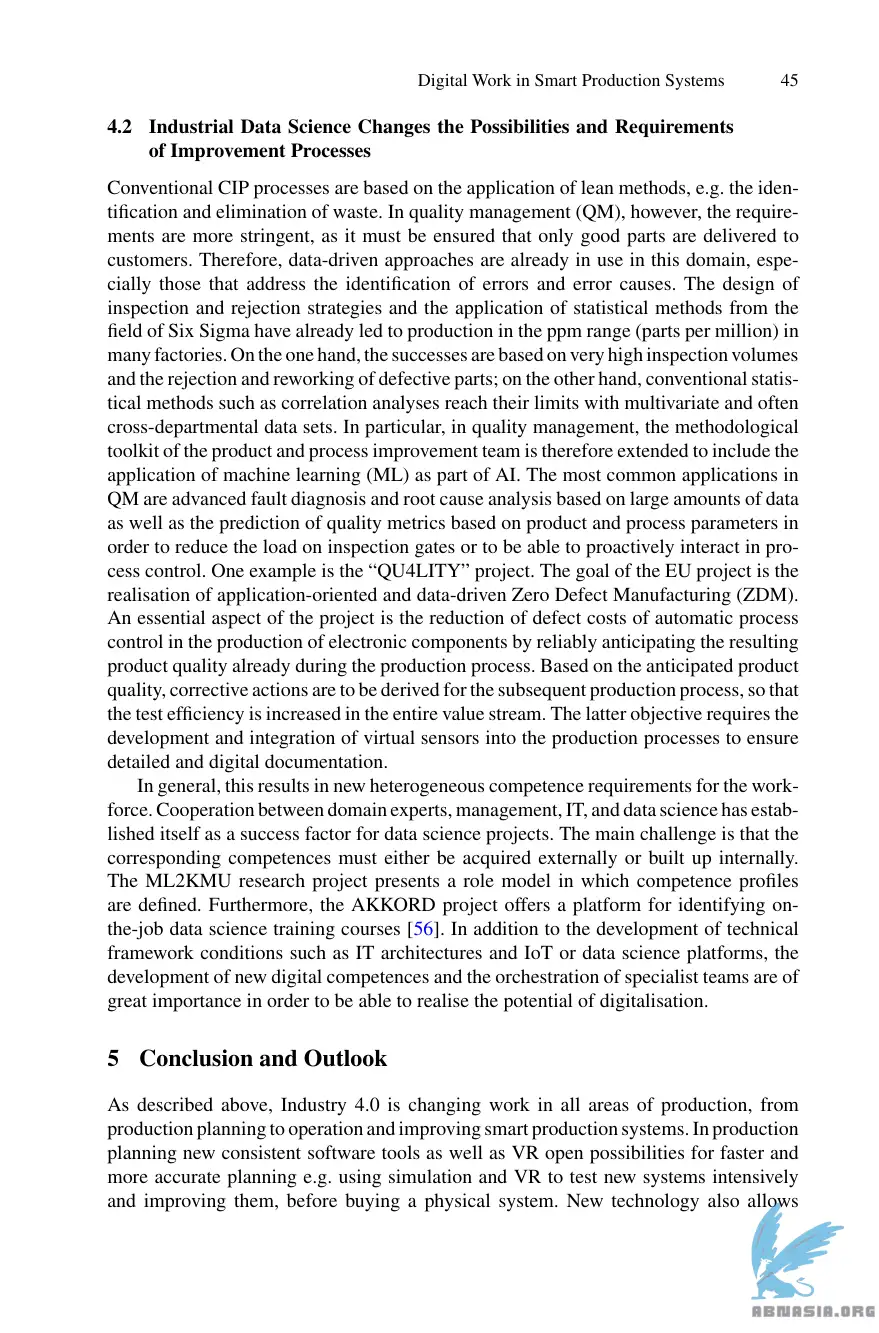 Digital Work in Smart Production Systems 45
4.2 Industrial Data Science Changes the Possibilities and Requirements
of Improvement Processes
Conventional CIP processes are based on the application of lean methods, e.g. the iden-
tification and elimination of waste. In quality management (QM), however, the require-
ments are more stringent, as it must be ensured that only good parts are delivered to
customers. Therefore, data-driven approaches are already in use in this domain, espe-
cially those that address the identification of errors and error causes. The design of
inspection and rejection strategies and the application of statistical methods from the
field of Six Sigma have already led to production in the ppm range (parts per million) in
many factories. On the one hand, the successes are based on very high inspection volumes
and the rejection and reworking of defective parts; on the other hand, conventional statis-
tical methods such as correlation analyses reach their limits with multivariate and often
cross-departmental data sets. In particular, in quality management, the methodological
toolkit of the product and process improvement team is therefore extended to include the
application of machine learning (ML) as part of AI. The most common applications in
QM are advanced fault diagnosis and root cause analysis based on large amounts of data
as well as the prediction of quality metrics based on product and process parameters in
order to reduce the load on inspection gates or to be able to proactively interact in pro-
cess control. One example is the “QU4LITY” project. The goal of the EU project is the
realisation of application-oriented and data-driven Zero Defect Manufacturing (ZDM).
An essential aspect of the project is the reduction of defect costs of automatic process
control in the production of electronic components by reliably anticipating the resulting
product quality already during the production process. Based on the anticipated product
quality, corrective actions are to be derived for the subsequent production process, so that
the test efficiency is increased in the entire value stream. The latter objective requires the
development and integration of virtual sensors into the production processes to ensure
detailed and digital documentation.
In general, this results in new heterogeneous competence requirements for the work-
force. Cooperation between domain experts, management, IT, and data science has estab-
lished itself as a success factor for data science projects. The main challenge is that the
corresponding competences must either be acquired externally or built up internally.
The ML2KMU research project presents a role model in which competence profiles
are defined. Furthermore, the AKKORD project offers a platform for identifying on-
the-job data science training courses [56]. In addition to the development of technical
framework conditions such as IT architectures and IoT or data science platforms, the
development of new digital competences and the orchestration of specialist teams are of
great importance in order to be able to realise the potential of digitalisation.
5 Conclusion and Outlook
As described above, Industry 4.0 is changing work in all areas of production, from
production planning to operation and improving smart production systems. In production
planning new consistent software tools as well as VR open possibilities for faster and
more accurate planning e.g. using simulation and VR to test new systems intensively
and improving them, before buying a physical system. New technology also allows
ABNASIA.ORG